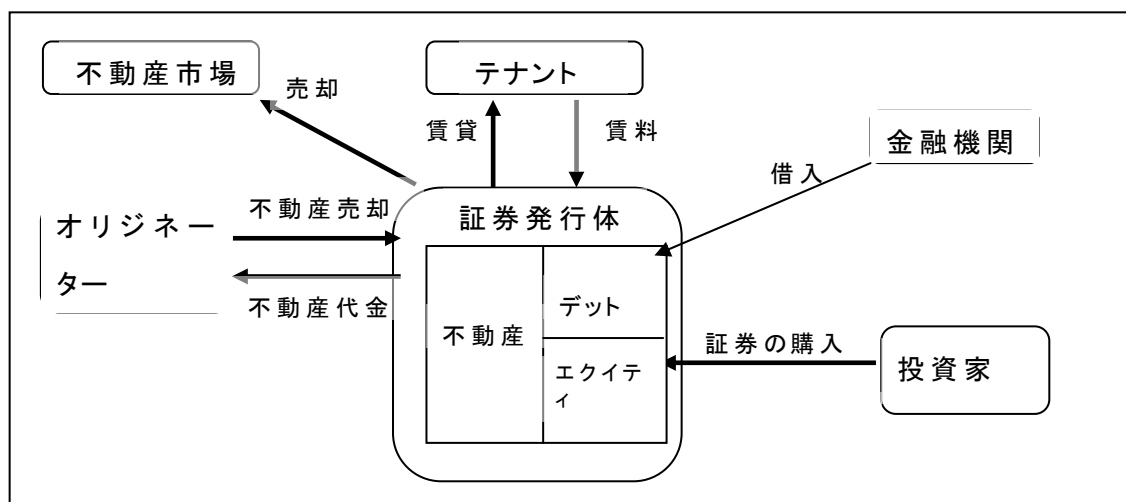 不動産市場
売却
テナント
賃貸
賃料
金融機関
借入
オリジネー
ター
不動産売却
不動産代金
証券発行体
不動産
デット
エクイテ
ィ
証券の購入
投資家